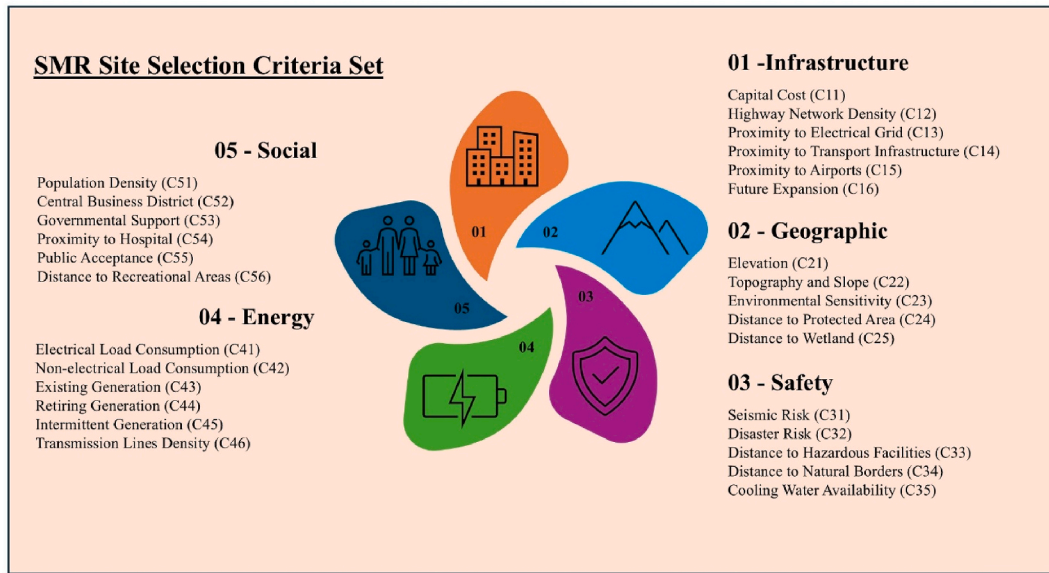 SMR Site Selection Criteria Set
01 -Infrastructure
Capital Cost (C11)
Highway Network Density (C12)
Proximity to Electrical Grid (C13)
Proximity to Transport Infrastructure (C14)
Proximity to Airports (C15)
Future Expansion (C16)
02 - Geographic
Elevation (C21)
Topography and Slope (C22)
Environmental Sensitivity (C23)
Distance to Protected Area (C24)
Distance to Wetland (C25)
03 - Safety
Seismic Risk (C31)
Disaster Risk (C32)
Distance to Hazardous Facilities (C33)
Distance to Natural Borders (C34)
Cooling Water Availability (C35)
04 - Energy
Electrical Load Consumption (C41)
Non-electrical Load Consumption (C42)
Existing Generation (C43)
Retiring Generation (C44)
Intermittent Generation (C45)
Transmission Lines Density (C46)
05 - Social
Population Density (C51)
Central Business District (C52)
Governmental Support (C53)
Proximity to Hospital (C54)
Public Acceptance (C55)
Distance to Recreational Areas (C56)
01
02
03
04
05